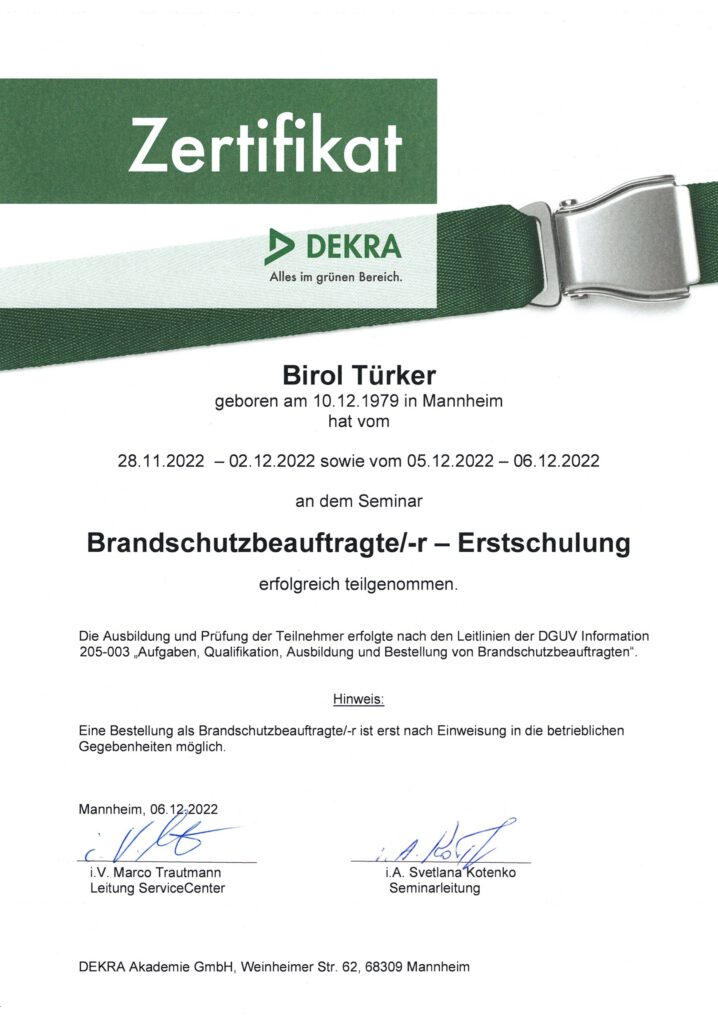 Zertifikat
DEKRA
Alles im grünen Bereich.
Birol Türker
geboren am 10.12.1979 in Mannheim
hat vom
28.11.2022 – 02.12.2022 sowie vom 05.12.2022 – 06.12.2022
an dem Seminar
Brandschutzbeauftragte/-r – Erstschulung
erfolgreich teilgenommen.
Die Ausbildung und Prüfung der Teilnehmer erfolgte nach den Leitlinien der DGUV Information
205-003 „Aufgaben, Qualifikation, Ausbildung und Bestellung von Brandschutzbeauftragten“.
Hinweis:
Eine Bestellung als Brandschutzbeauftragte/-r ist erst nach Einweisung in die betrieblichen
Gegebenheiten möglich.
Mannheim, 06.12.2022
i.V. Marco Trautmann
Leitung ServiceCenter
i.A. Svetlana Kotenko
Seminarleitung
DEKRA Akademie GmbH, Weinheimer Str. 62, 68309 Mannheim